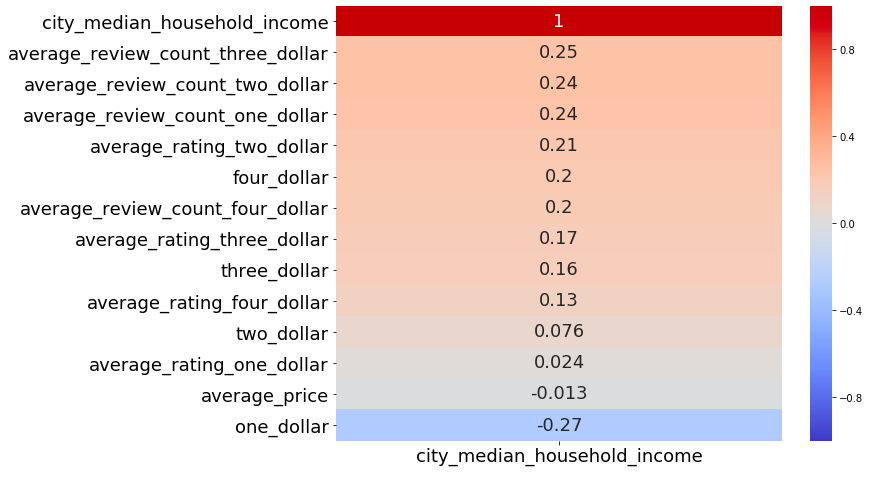 city_median_household_income 1
average_review_count_three_dollar 0.25
average_review_count_two_dollar 0.24
average_review_count_one_dollar 0.24
average_rating_two_dollar 0.21
four_dollar 0.2
average_review_count_four_dollar 0.2
average_rating_three_dollar 0.17
three_dollar 0.16
average_rating_four_dollar 0.13
two_dollar 0.076
average_rating_one_dollar 0.024
average_price -0.013
one_dollar -0.27
city_median_household_income
0.8
0.4
0.0
−0.4
−0.8